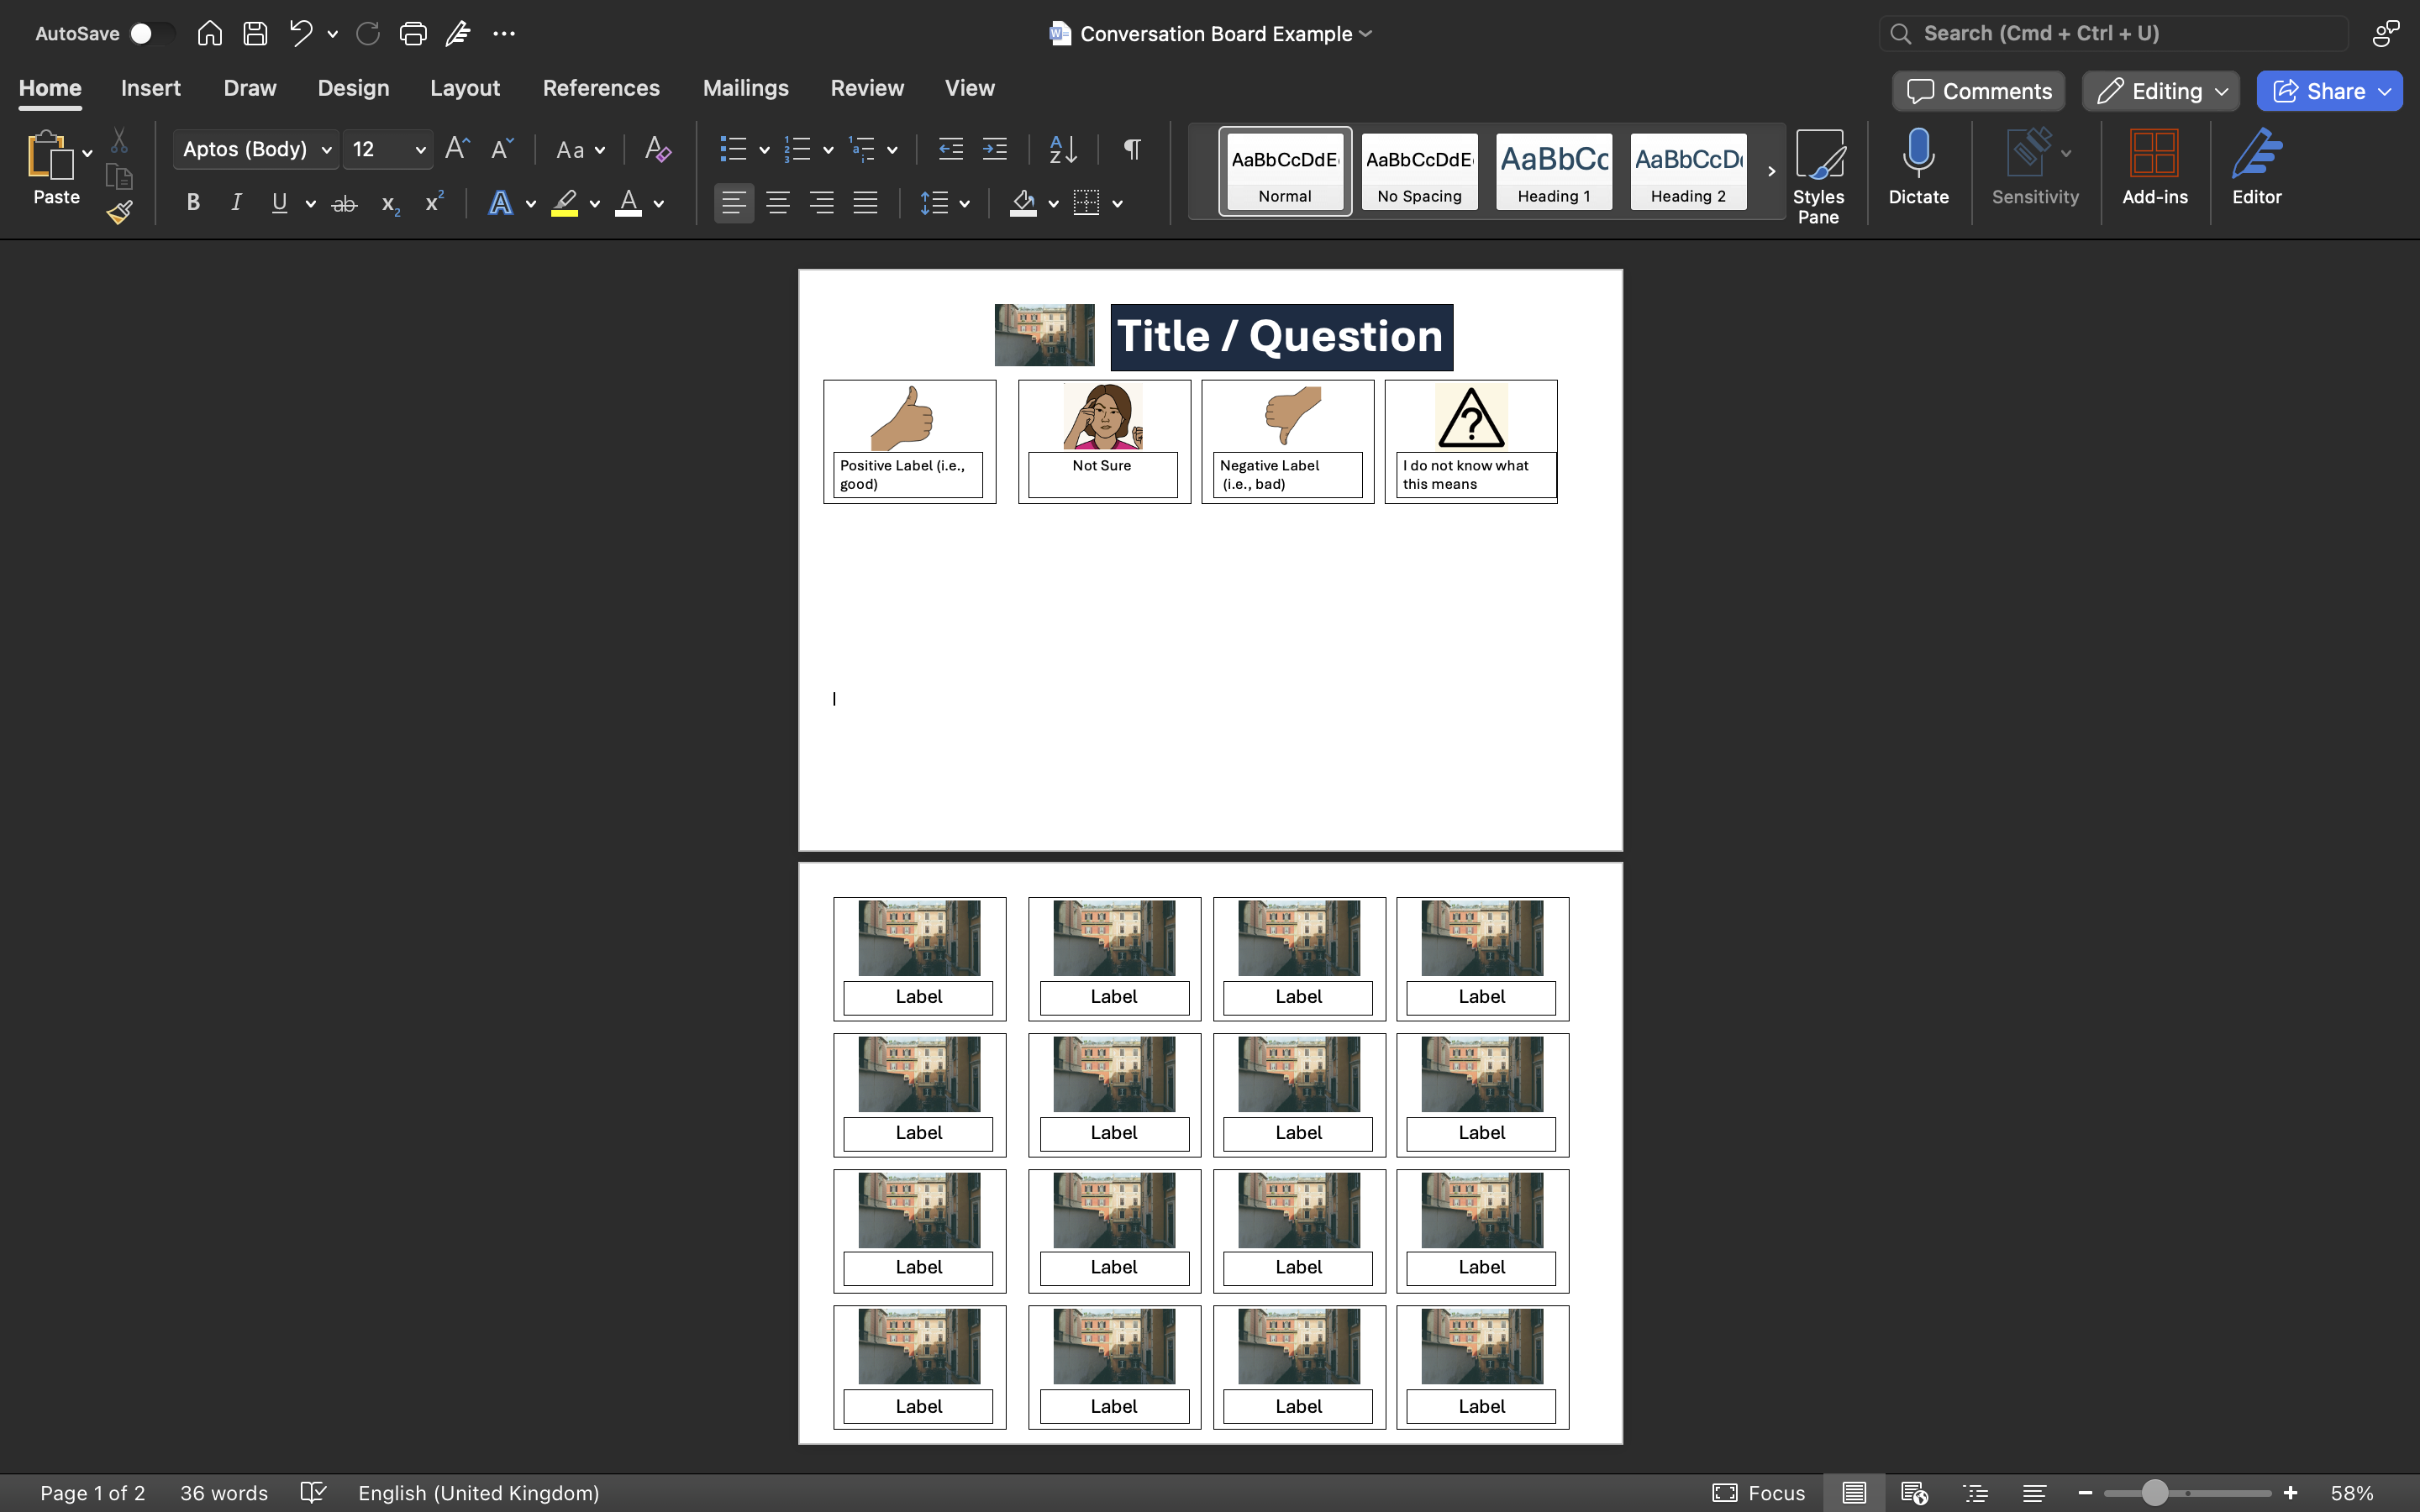 AutoSave
Conversation Board Example
Search (Cmd + Ctrl + U)
Home Insert Draw Design Layout References Mailings Review View
Comments Editing Share
Paste
Aptos (Body) 12
AaBbCcDdE AaBbCcDdE AaBbCc AaBbCcD
Normal No Spacing Heading 1 Heading 2
Styles Pane
Dictate
Sensitivity
Add-ins
Editor
Title / Question
Positive Label (i.e.,
good)
Not Sure
Negative Label
(i.e., bad)
I do not know what
this means
Label Label Label Label
Label Label Label Label
Label Label Label Label
Label Label Label Label
Page 1 of 2 36 words English (United Kingdom) Focus 58%